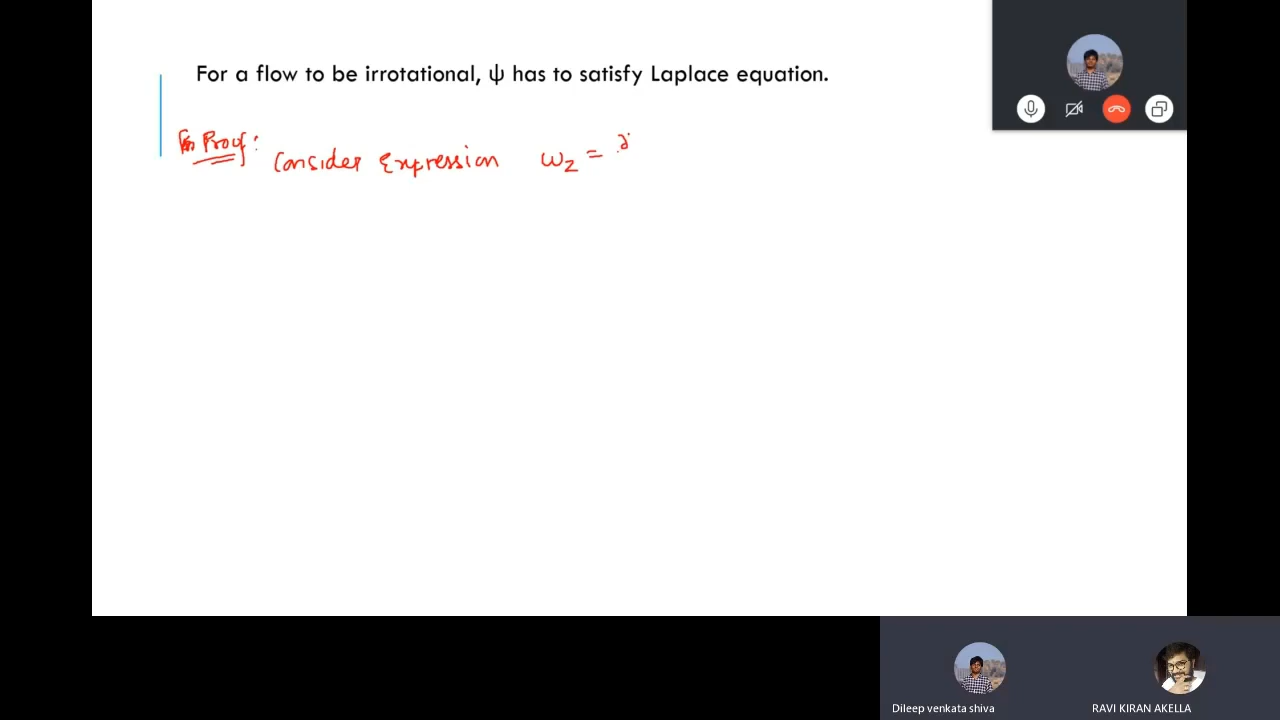 For a flow to be irrotational, ψ has to satisfy Laplace equation.
Proof:
Consider Expression ω_z = ∂
Dileep venkata shiva
RAVI KIRAN AKELLA